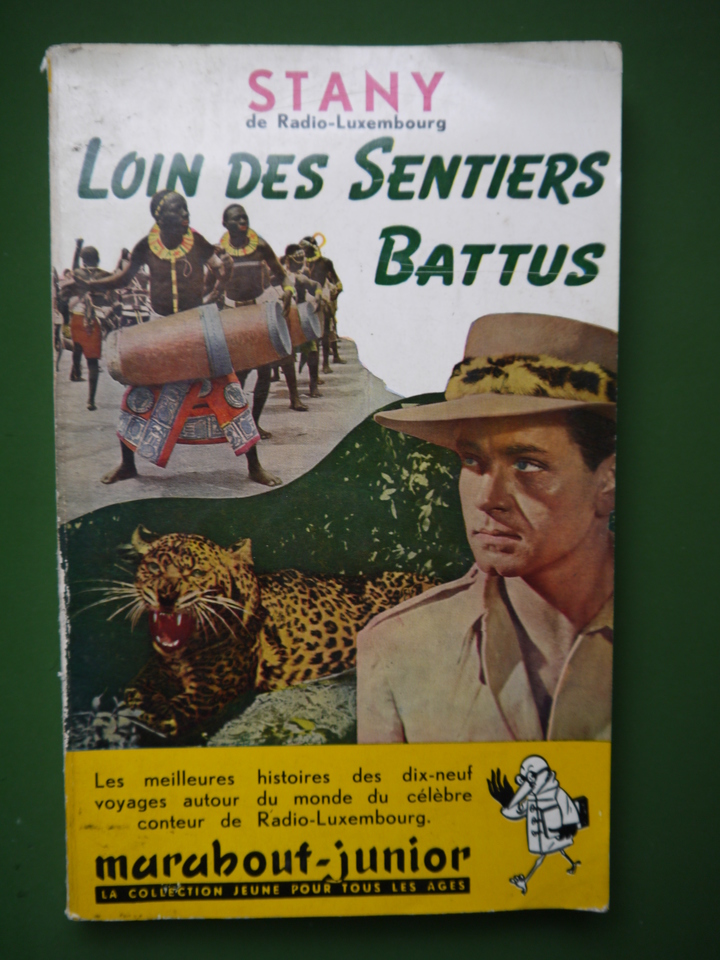 STANY
de Radio-Luxembourg
LOIN DES SENTIERS
BATTUS
Les meilleures histoires des dix-neuf
voyages autour du monde du célèbre
conteur de Radio-Luxembourg.
marabout-junior
LA COLLECTION JEUNE POUR TOUS LES AGES